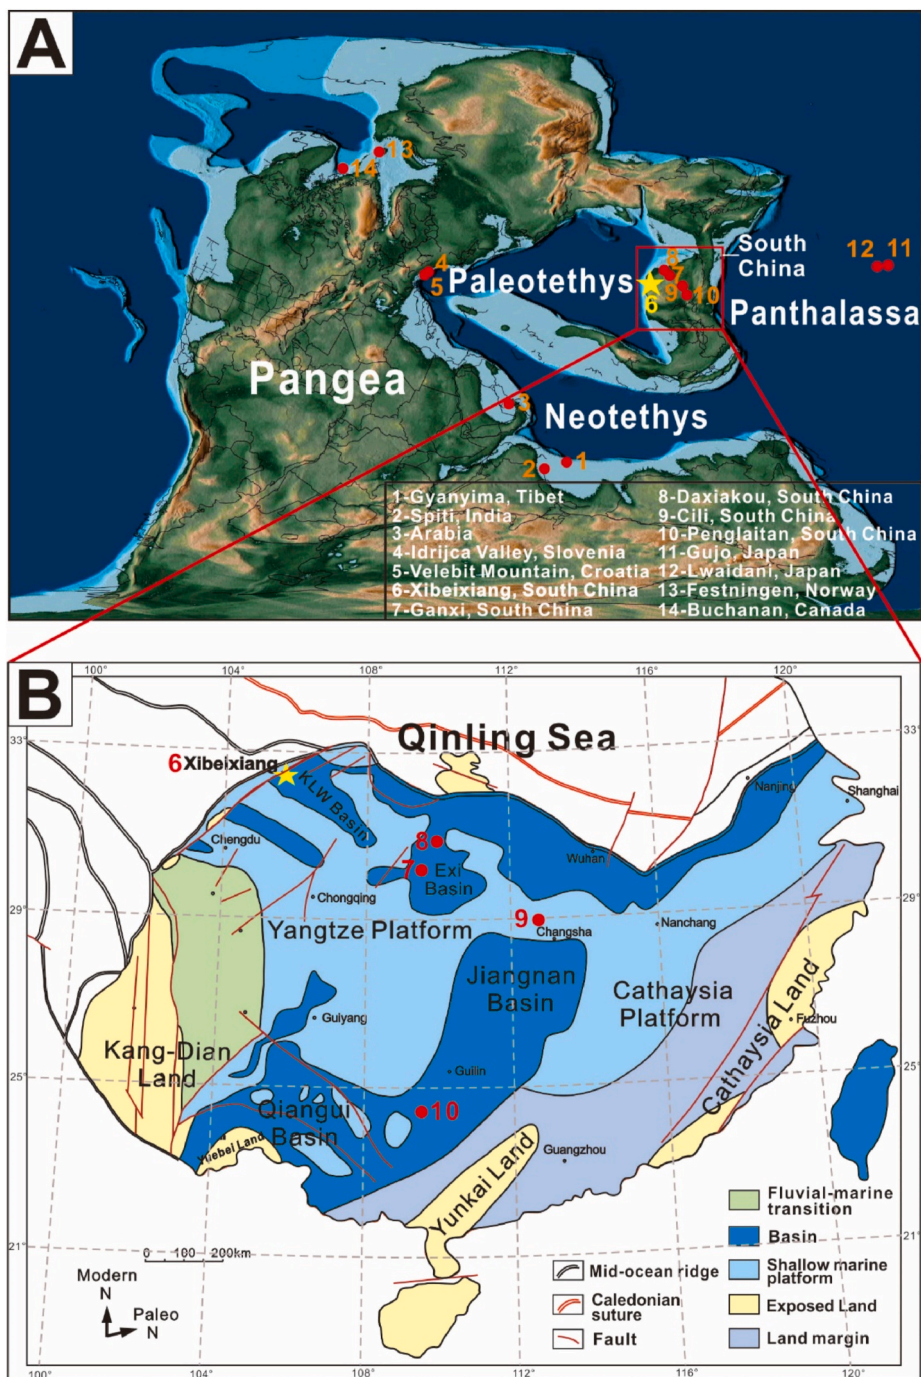 A
13
14
4
5
Paleotethys
8
7
6
9
10
South
China
12
11
Panthalassa
Pangea
3
Neotethys
2
1
1-Gyanyima, Tibet
2-Spiti, India
3-Arabia
4-Idrijca Valley, Slovenia
5-Velebit Mountain, Croatia
6-Xibeixiang, South China
7-Ganxi, South China
8-Daxiakou, South China
9-Cili, South China
10-Penglaitan, South China
11-Gujo, Japan
12-Lwaidani, Japan
13-Festningen, Norway
14-Buchanan, Canada
B
100°
104°
108°
112°
116°
120°
33°
Qinling Sea
6 Xibeixiang
KLW Basin
Nanjing
Shanghai
Chengdu
8
7
Exi
Basin
Wuhan
Chongqing
29°
29°
9
Changsha
Nanchang
Yangtze Platform
Jiangnan
Basin
Cathaysia
Platform
Cathaysia Land
Guiyang
Fuzhou
Kang-Dian
Land
25°
25°
Guilin
Qiangui
Basin
10
Yuebei Land
Guangzhou
Yunkai Land
21°
21°
0 100 200km
Modern
N
Paleo
N
Mid-ocean ridge
Caledonian
suture
Fault
Fluvial-marine
transition
Basin
Shallow marine
platform
Exposed Land
Land margin
100°
104°
108°
112°
116°
120°